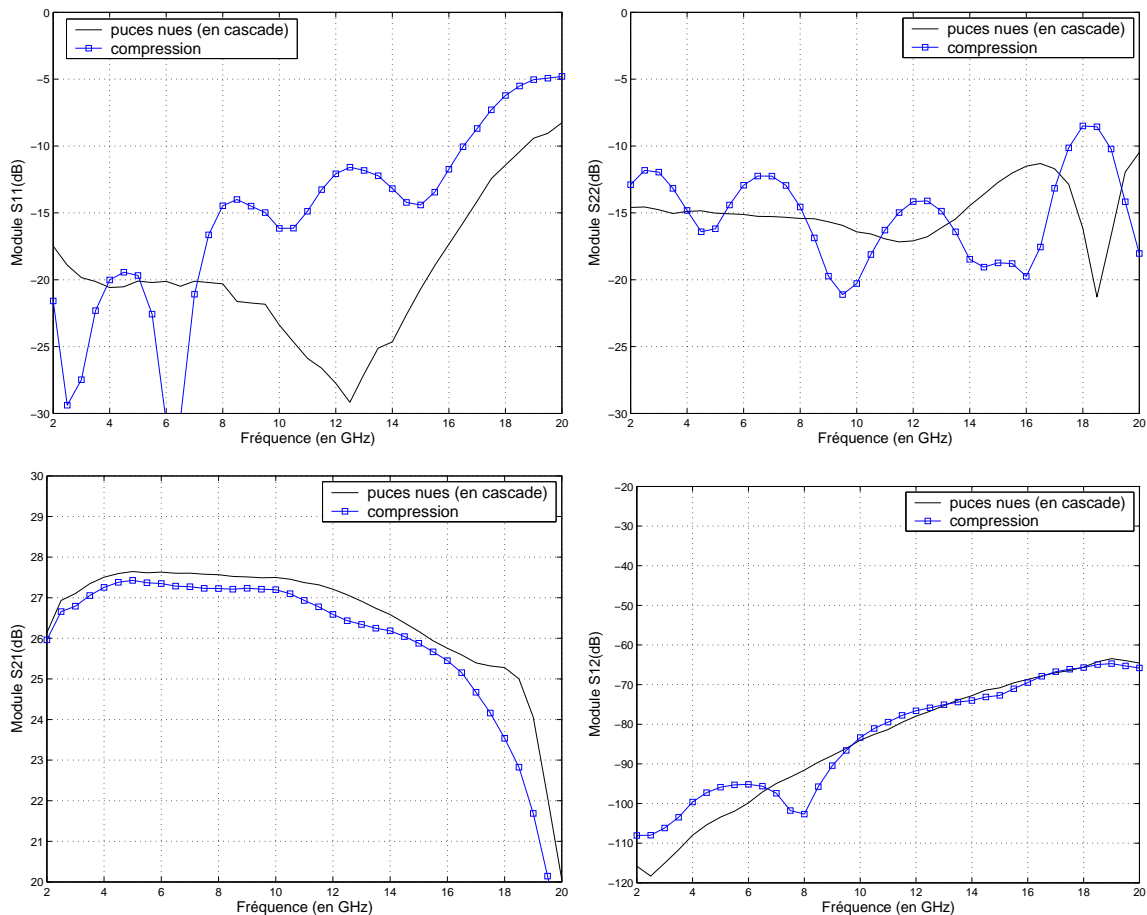 puces nues (en cascade)
compression
Module S11(dB)
0
−5
−10
−15
−20
−25
−30
2 4 6 8 10 12 14 16 18 20
Fréquence (en GHz)
puces nues (en cascade)
compression
Module S22(dB)
0
−5
−10
−15
−20
−25
−30
2 4 6 8 10 12 14 16 18 20
Fréquence (en GHz)
puces nues (en cascade)
compression
Module S21(dB)
30
29
28
27
26
25
24
23
22
21
20
2 4 6 8 10 12 14 16 18 20
Fréquence (en GHz)
puces nues (en cascade)
compression
Module S12(dB)
−20
−30
−40
−50
−60
−70
−80
−90
−100
−110
−120
2 4 6 8 10 12 14 16 18 20
Fréquence (en GHz)